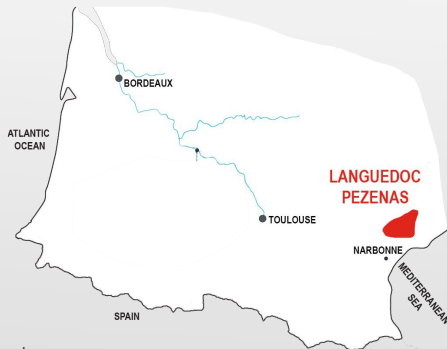 BORDEAUX
ATLANTIC
OCEAN
LANGUEDOC
PEZENAS
TOULOUSE
NARBONNE
MEDITERRANEAN
SEA
SPAIN